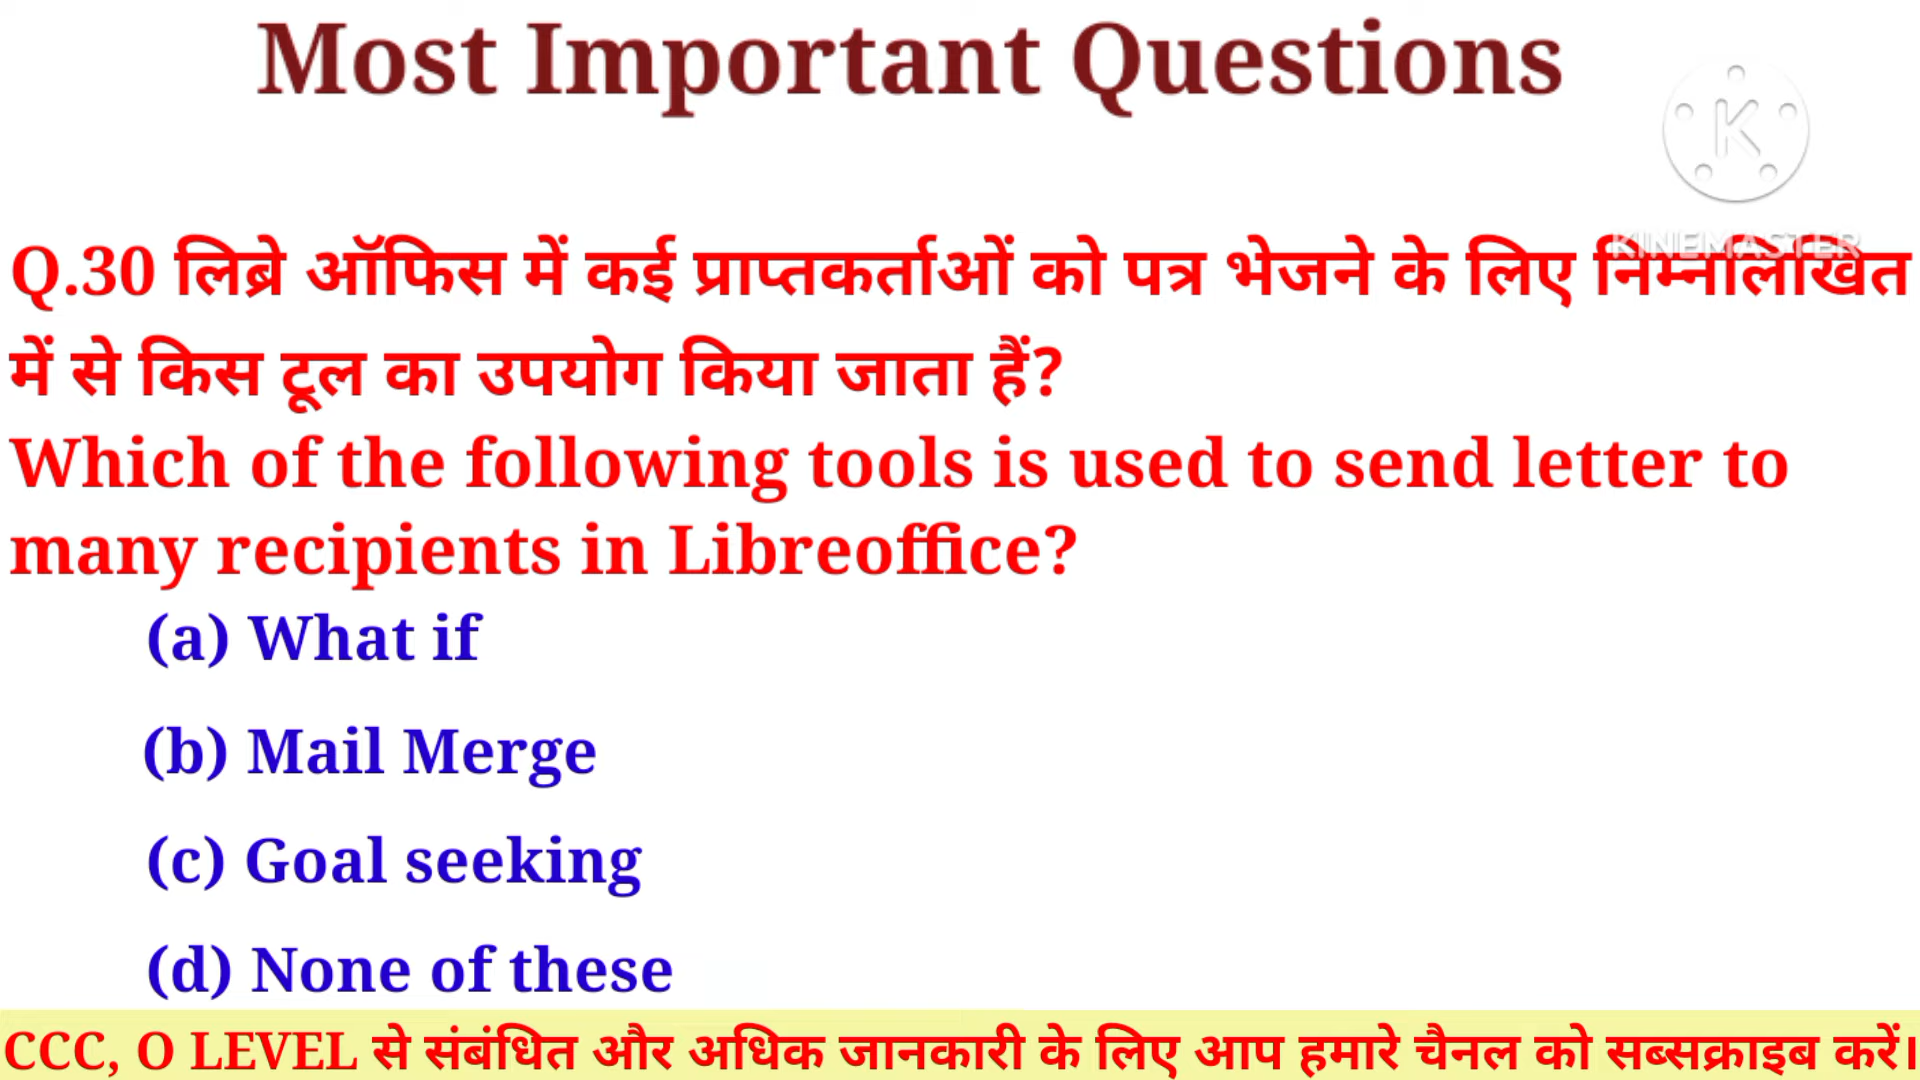 Most Important Questions
K
KINEMASTER
Q.30 लिब्रे ऑफिस में कई प्राप्तकर्ताओं को पत्र भेजने के लिए निम्नलिखित
में से किस टूल का उपयोग किया जाता हैं?
Which of the following tools is used to send letter to
many recipients in Libreoffice?
(a) What if
(b) Mail Merge
(c) Goal seeking
(d) None of these
CCC, O LEVEL से संबंधित और अधिक जानकारी के लिए आप हमारे चैनल को सब्सक्राइब करें।